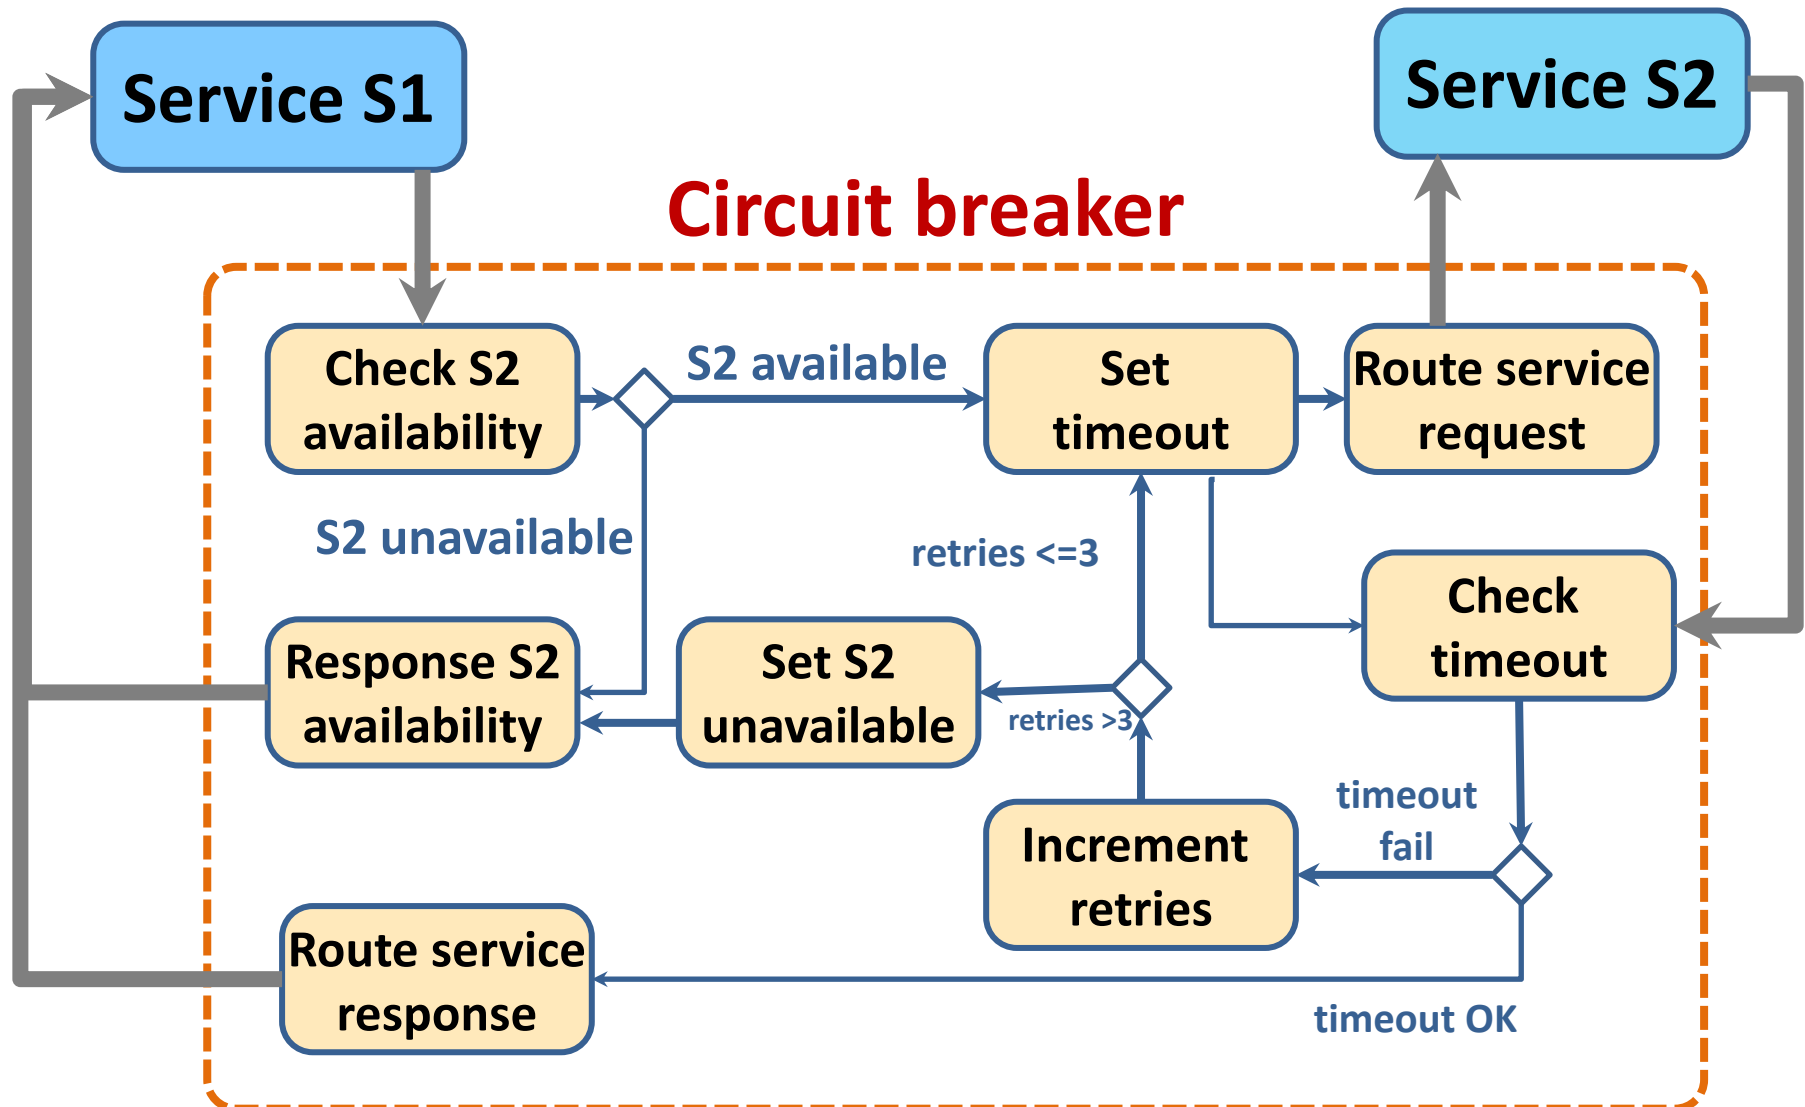 Service S1
Service S2
Circuit breaker
Check S2
availability
S2 available
Set
timeout
Route service
request
S2 unavailable
retries <=3
Check
timeout
Response S2
availability
Set S2
unavailable
retries >3
timeout
fail
Increment
retries
Route service
response
timeout OK